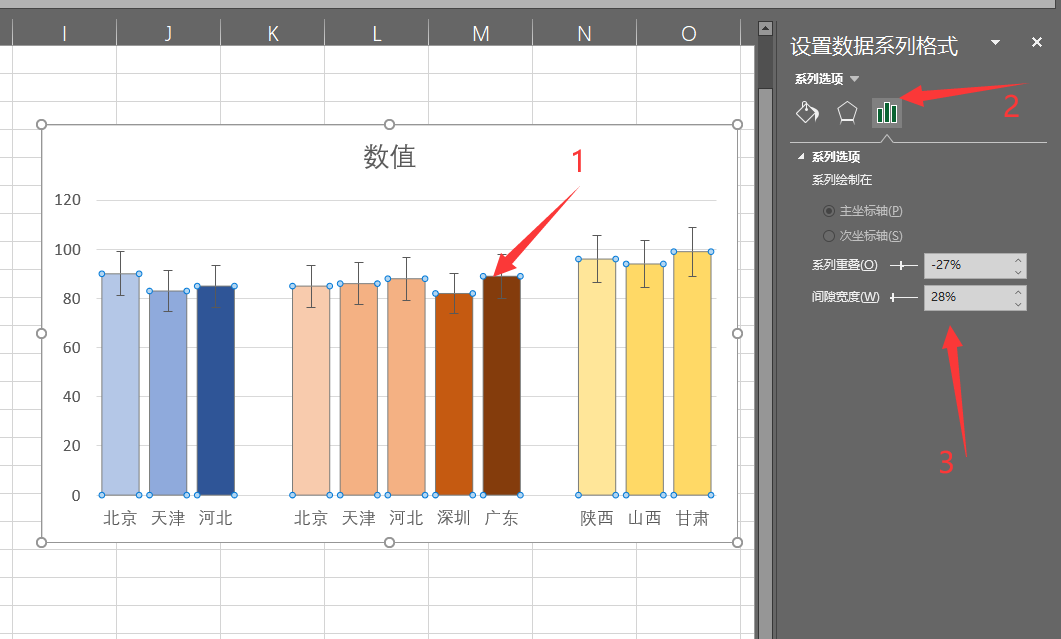 I J K L M N O
数值
1
120
100
80
60
40
20
0
北京 天津 河北 北京 天津 河北 深圳 广东 陕西 山西 甘肃
设置数据系列格式
系列选项
2
系列选项
系列绘制在
主坐标轴(P)
次坐标轴(S)
系列重叠(O) -27%
间隙宽度(W) 28%
3